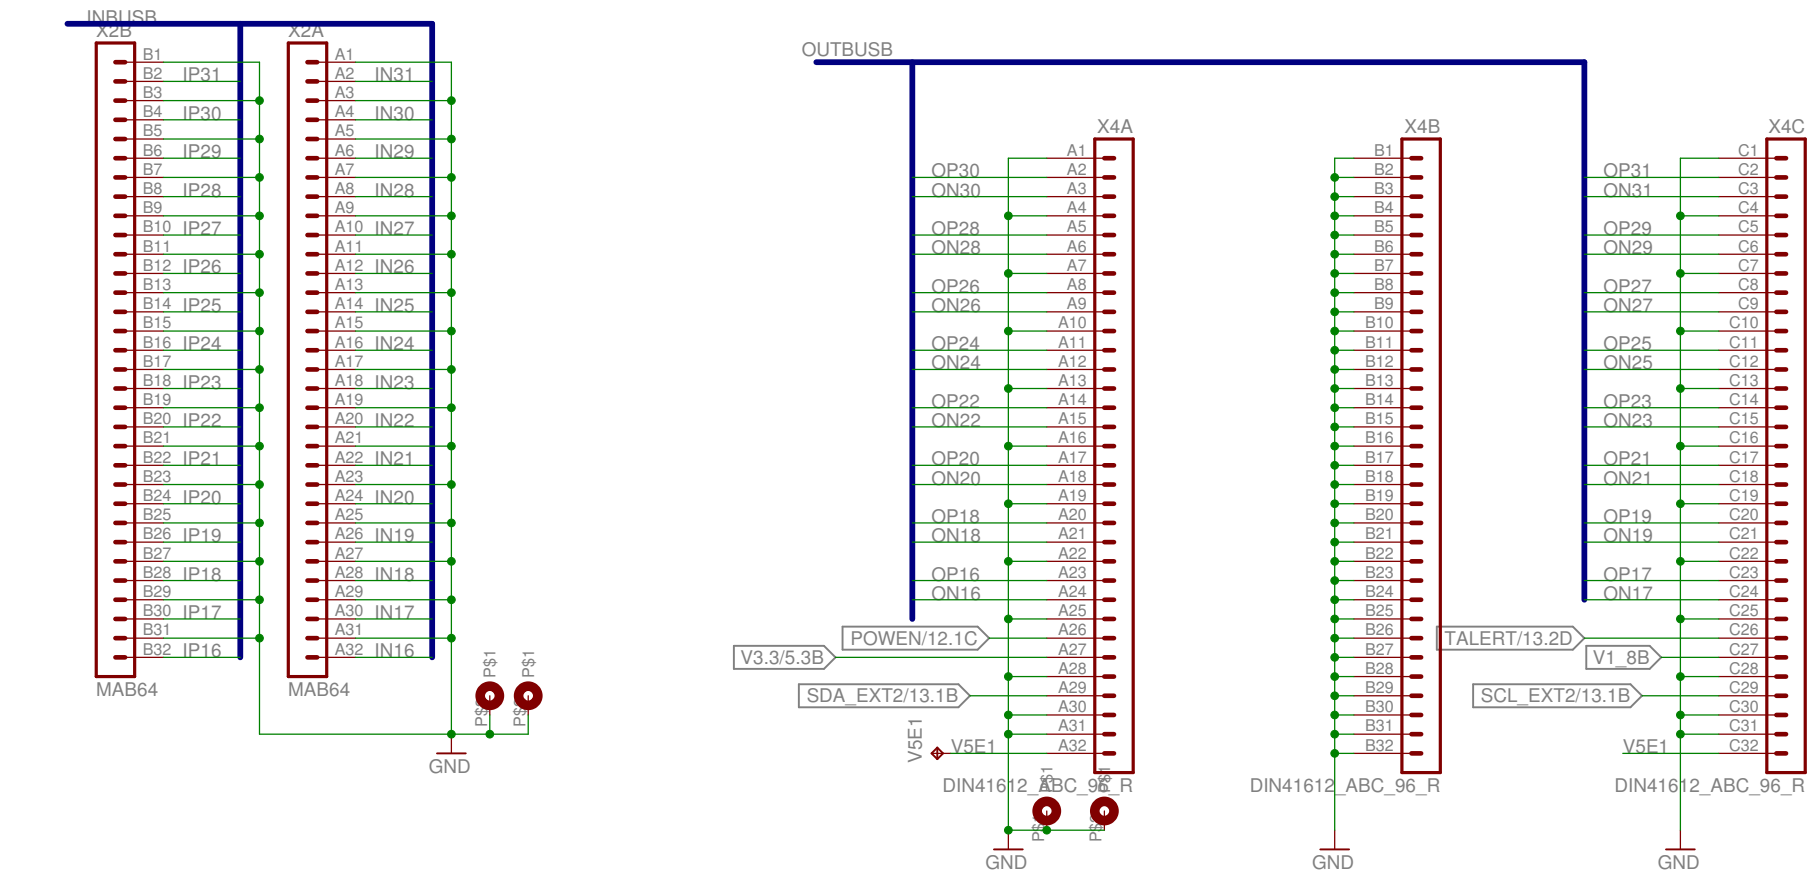 INBUSB
X2B
B1
B2 IP31
B3
B4 IP30
B5
B6 IP29
B7
B8 IP28
B9
B10 IP27
B11
B12 IP26
B13
B14 IP25
B15
B16 IP24
B17
B18 IP23
B19
B20 IP22
B21
B22 IP21
B23
B24 IP20
B25
B26 IP19
B27
B28 IP18
B29
B30 IP17
B31
B32 IP16
MAB64
X2A
A1
A2 IN31
A3
A4 IN30
A5
A6 IN29
A7
A8 IN28
A9
A10 IN27
A11
A12 IN26
A13
A14 IN25
A15
A16 IN24
A17
A18 IN23
A19
A20 IN22
A21
A22 IN21
A23
A24 IN20
A25
A26 IN19
A27
A28 IN18
A29
A30 IN17
A31
A32 IN16
MAB64
P$1
P$1
GND
OUTBUSB
X4A
A1
OP30 A2
ON30 A3
A4
OP28 A5
ON28 A6
A7
OP26 A8
ON26 A9
A10
OP24 A11
ON24 A12
A13
OP22 A14
ON22 A15
A16
OP20 A17
ON20 A18
A19
OP18 A20
ON18 A21
A22
OP16 A23
ON16 A24
A25
POWEN/12.1C A26
V3.3/5.3B A27
A28
SDA_EXT2/13.1B A29
A30
A31
V5E1 V5E1 A32
DIN41612_ABC_96_R
GND
X4B
B1
B2
B3
B4
B5
B6
B7
B8
B9
B10
B11
B12
B13
B14
B15
B16
B17
B18
B19
B20
B21
B22
B23
B24
B25
B26
B27
B28
B29
B30
B31
B32
DIN41612_ABC_96_R
GND
X4C
C1
OP31 C2
ON31 C3
C4
OP29 C5
ON29 C6
C7
OP27 C8
ON27 C9
C10
OP25 C11
ON25 C12
C13
OP23 C14
ON23 C15
C16
OP21 C17
ON21 C18
C19
OP19 C20
ON19 C21
C22
OP17 C23
ON17 C24
C25
TALERT/13.2D C26
V1_8B C27
C28
SCL_EXT2/13.1B C29
C30
C31
V5E1 C32
DIN41612_ABC_96_R
GND